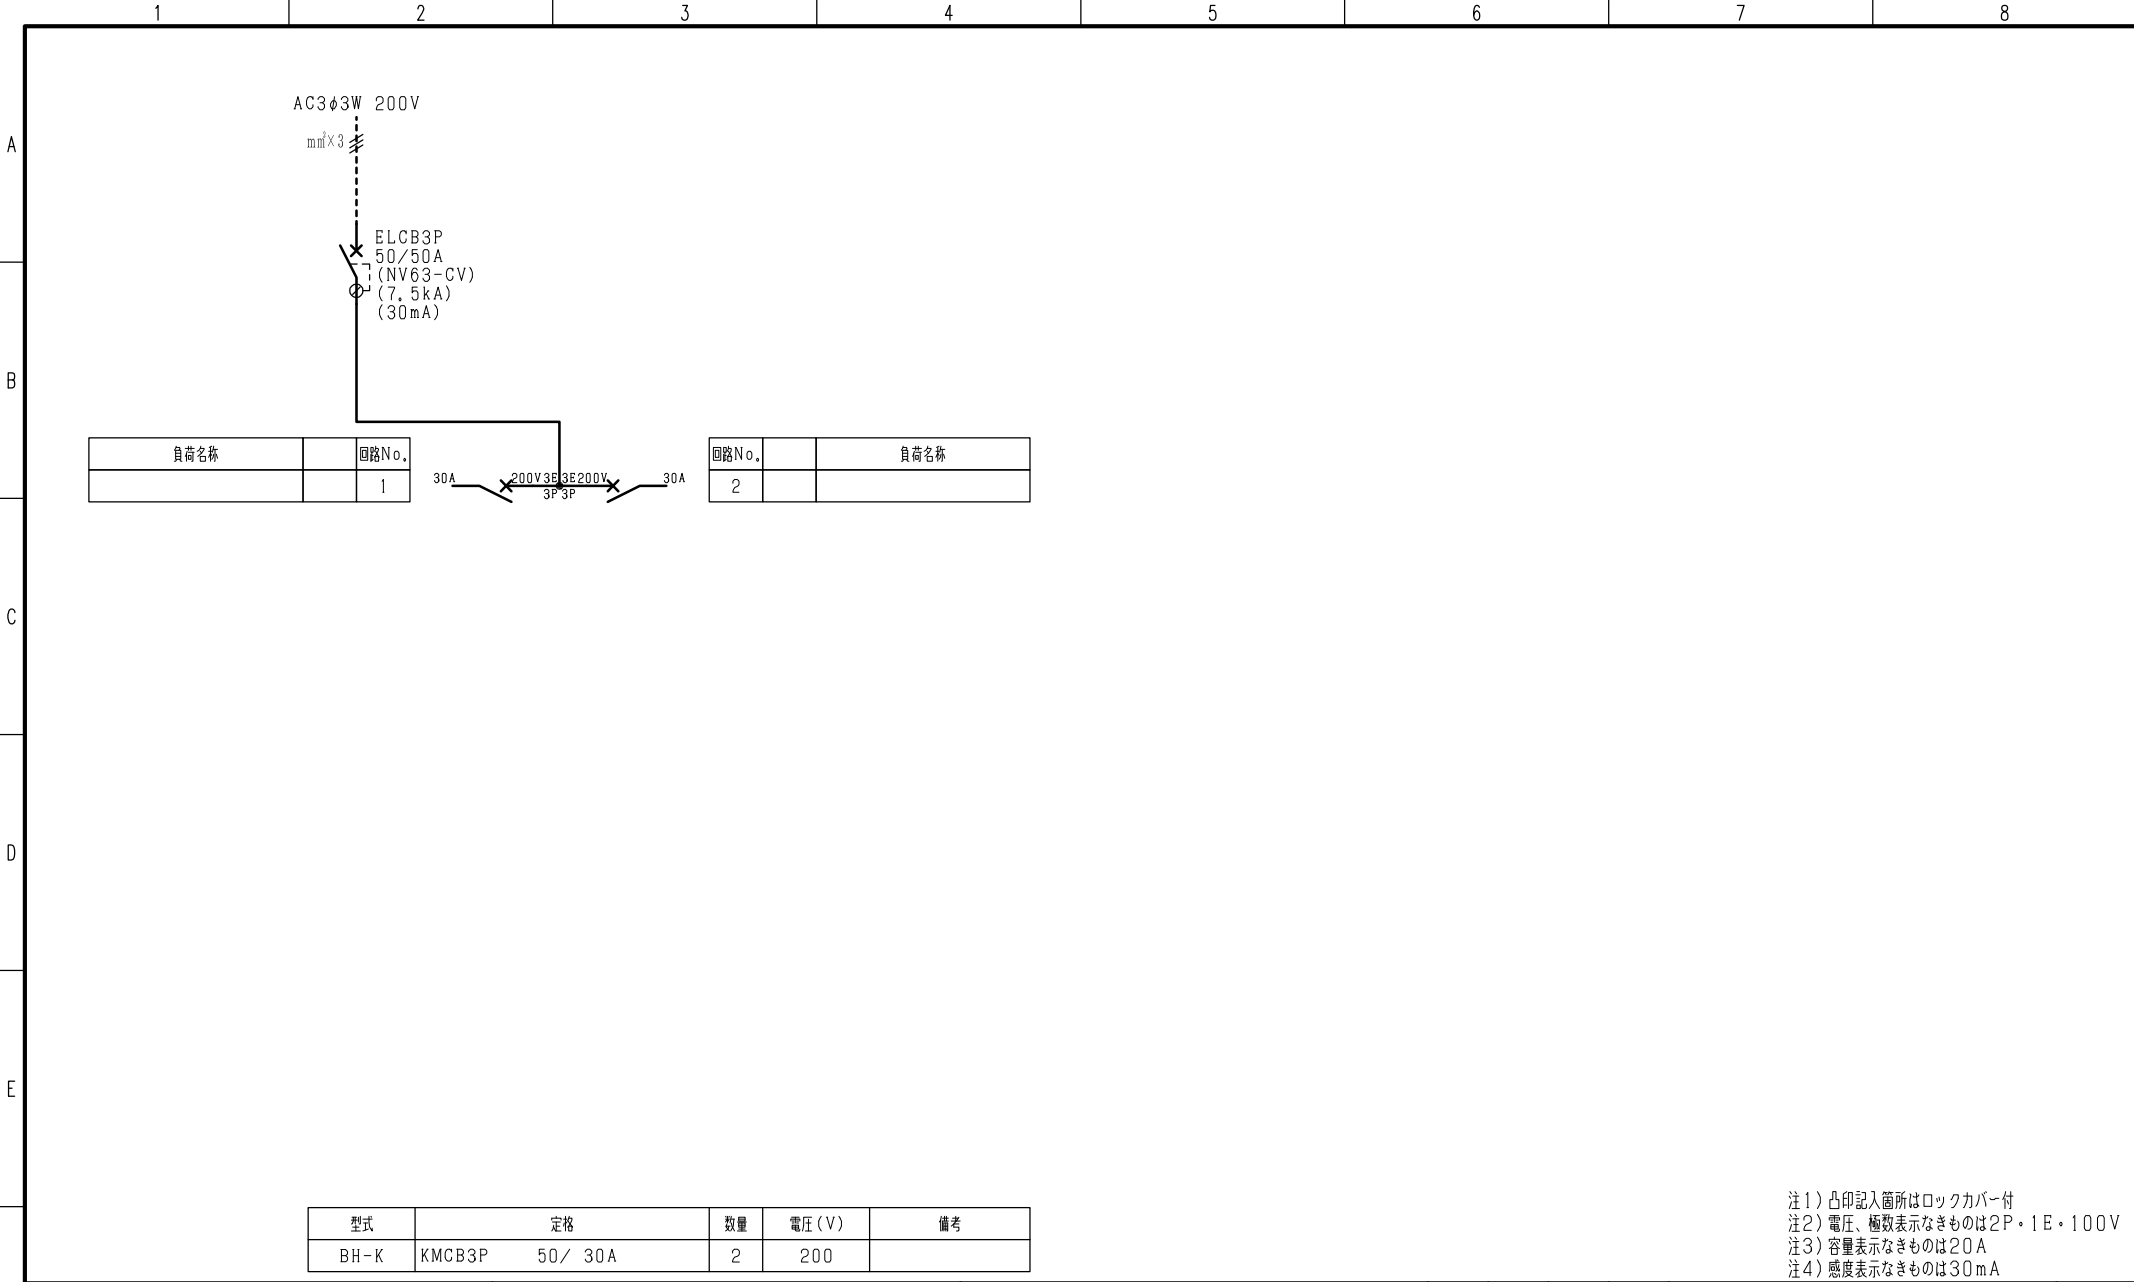 1 2 3 4 5 6 7 8
A
B
C
D
E
AC3φ3W 200V
mm²×3
ELCB3P
50/50A
(NV63-CV)
(7.5kA)
(30mA)
負荷名称 回路No.
1
30A 200V 3E 3E 200V 30A
3P 3P
回路No. 負荷名称
2
型式 定格 数量 電圧(V) 備考
BH-K KMCB3P 50/ 30A 2 200
注1)凸印記入箇所はロックカバー付
注2)電圧、極数表示なきものは2P・1E・100V
注3)容量表示なきものは20A
注4)感度表示なきものは30mA